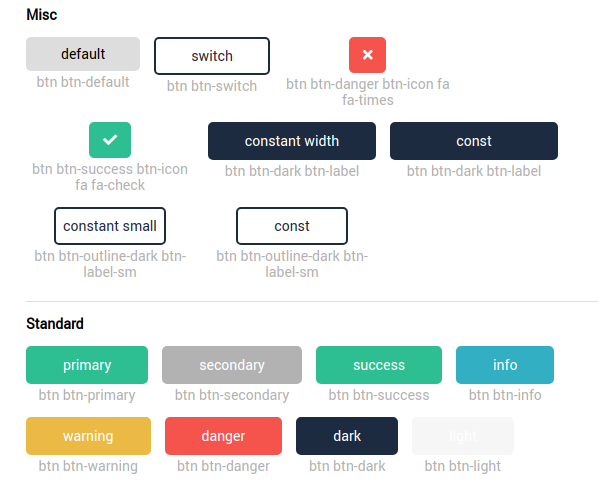 Misc
default switch
btn btn-default btn btn-switch btn btn-danger btn-icon fa
fa-times
constant width const
btn btn-success btn-icon btn btn-dark btn-label btn btn-dark btn-label
fa fa-check
constant small const
btn btn-outline-dark btn- btn btn-outline-dark btn-
label-sm label-sm
Standard
primary secondary success info
btn btn-primary btn btn-secondary btn btn-success btn btn-info
warning danger dark light
btn btn-warning btn btn-danger btn btn-dark btn btn-light